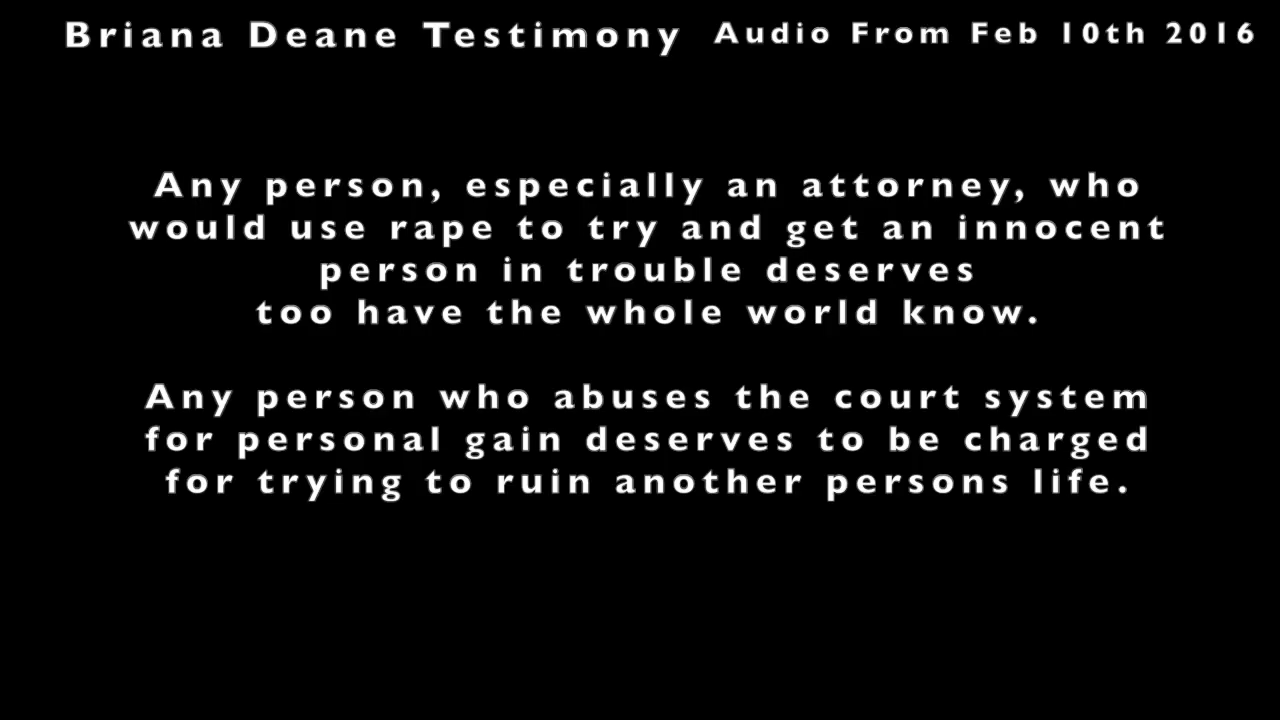 Briana Deane Testimony Audio From Feb 10th 2016
Any person, especially an attorney, who
would use rape to try and get an innocent
person in trouble deserves
too have the whole world know.
Any person who abuses the court system
for personal gain deserves to be charged
for trying to ruin another persons life.